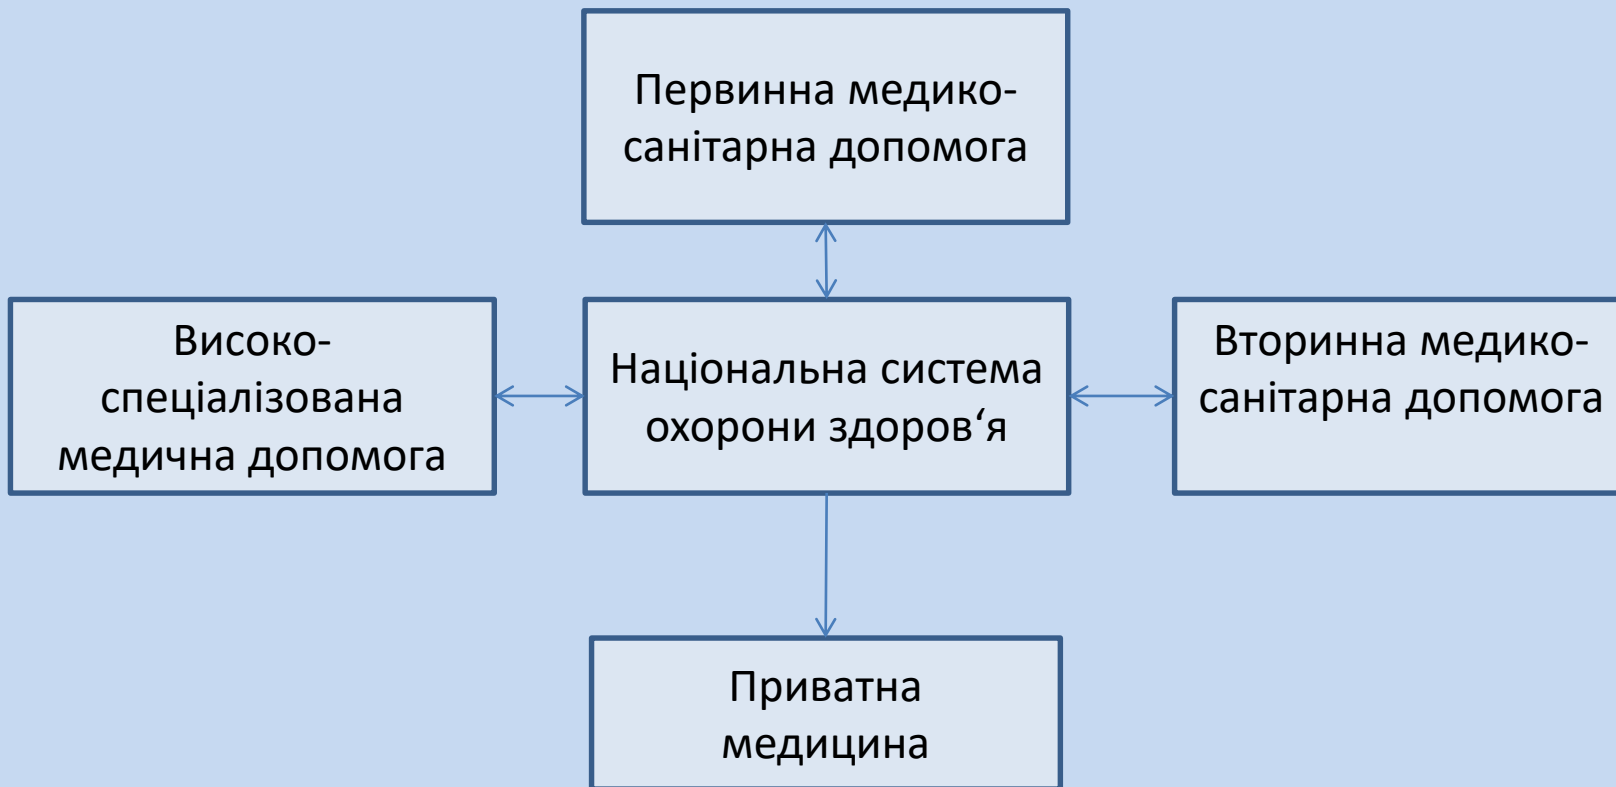 Первинна медико-
санітарна допомога
Високо-
спеціалізована
медична допомога
Національна система
охорони здоров‘я
Вторинна медико-
санітарна допомога
Приватна
медицина